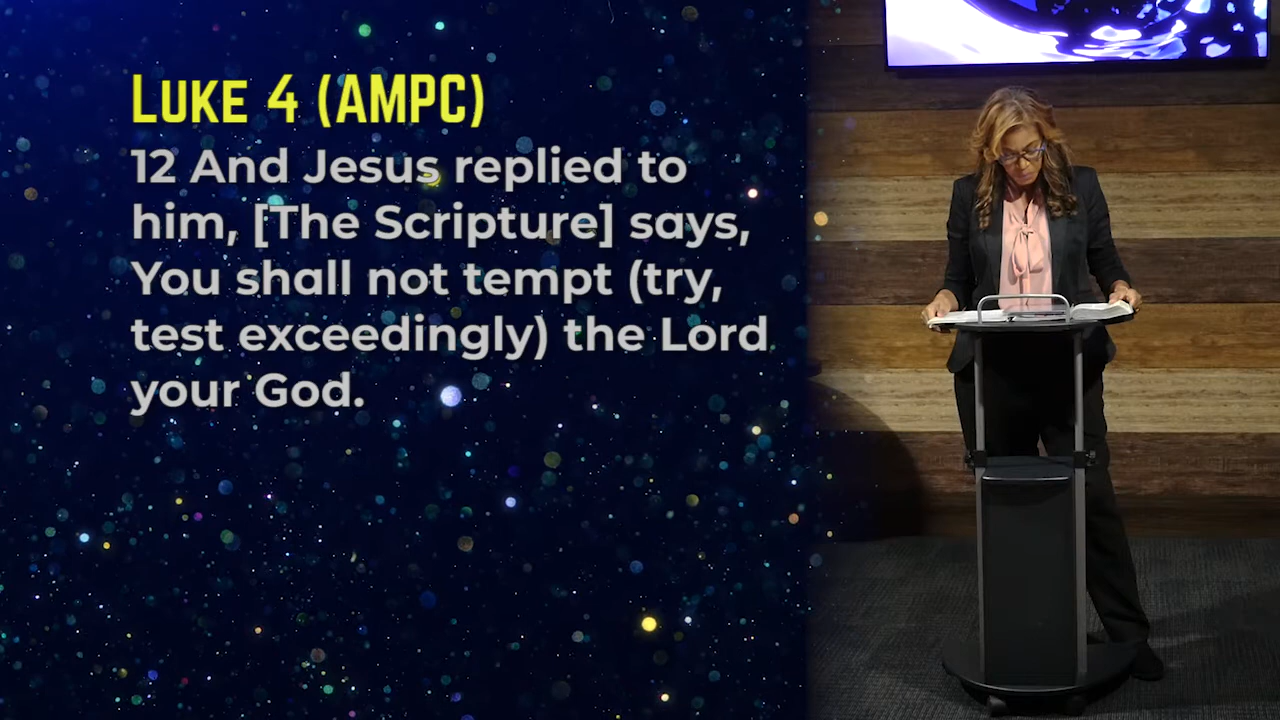 Luke 4 (AMPC)
12 And Jesus replied to
him, [The Scripture] says,
You shall not tempt (try,
test exceedingly) the Lord
your God.